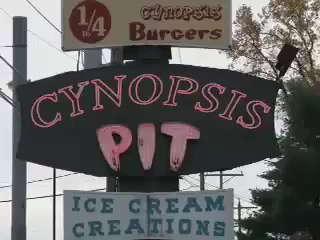 1/4 lb CYNOPSIS
BURGERS
CYNOPSIS
PIT
ICE CREAM
CREATIONS